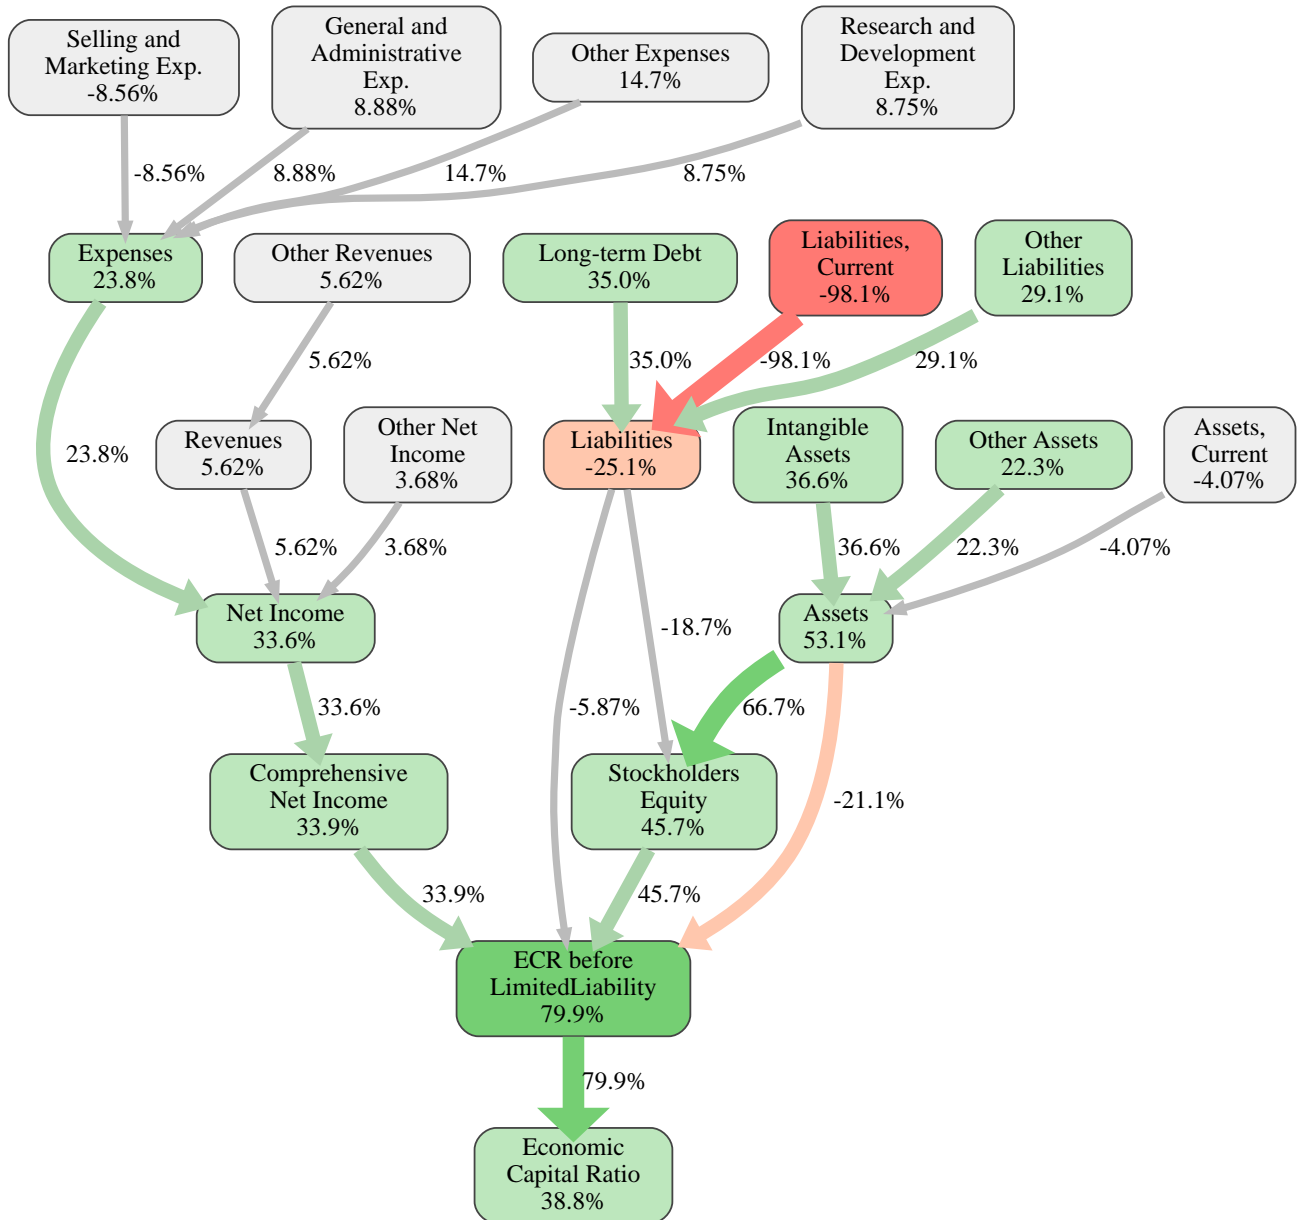 Selling and
Marketing Exp.
-8.56%
General and
Administrative
Exp.
8.88%
Other Expenses
14.7%
Research and
Development
Exp.
8.75%
-8.56%
8.88%
14.7%
8.75%
Expenses
23.8%
Other Revenues
5.62%
Long-term Debt
35.0%
Liabilities,
Current
-98.1%
Other
Liabilities
29.1%
5.62%
35.0%
-98.1%
29.1%
23.8%
Revenues
5.62%
Other Net
Income
3.68%
Liabilities
-25.1%
Intangible
Assets
36.6%
Other Assets
22.3%
Assets,
Current
-4.07%
5.62%
3.68%
36.6%
22.3%
-4.07%
Net Income
33.6%
-18.7%
Assets
53.1%
33.6%
-5.87%
66.7%
Comprehensive
Net Income
33.9%
Stockholders
Equity
45.7%
-21.1%
33.9%
45.7%
ECR before
LimitedLiability
79.9%
79.9%
Economic
Capital Ratio
38.8%